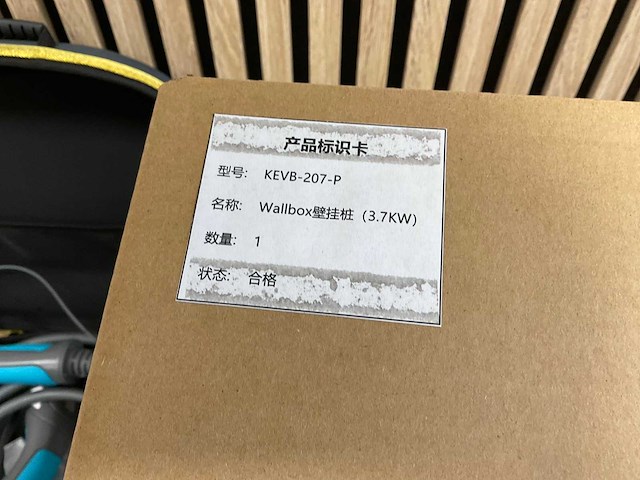 产品标识卡
型号: KEVB-207-P
名称: Wallbox壁挂桩（3.7KW）
数量: 1
状态: 合格